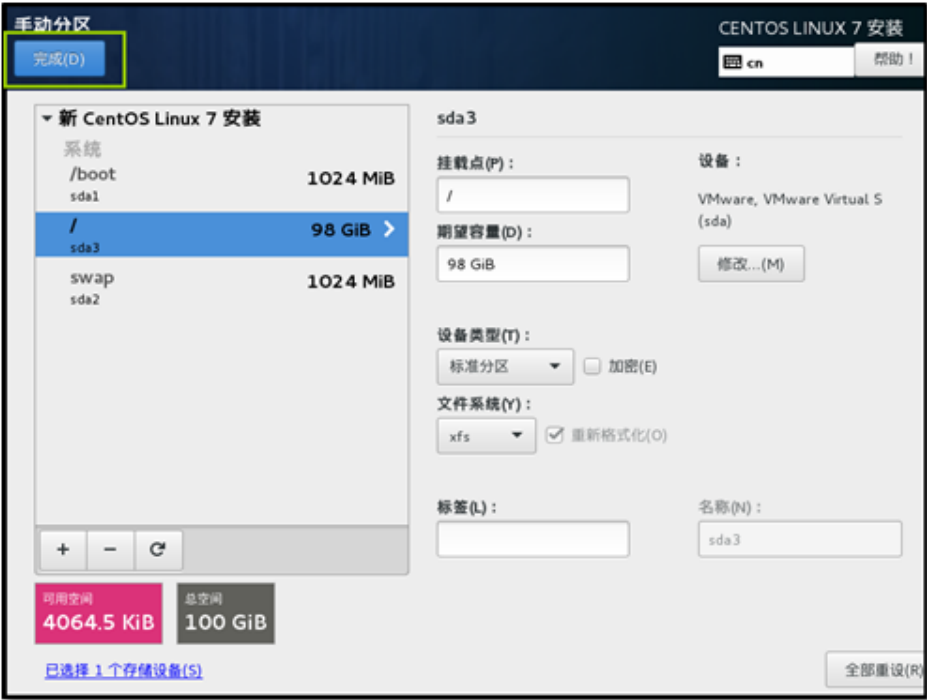 手动分区
CENTOS LINUX 7 安装
完成(D)
cn
帮助！
新 CentOS Linux 7 安装
系统
/boot
1024 MiB
sda1
/
98 GiB
sda3
swap
1024 MiB
sda2
sda3
挂载点(P)：
/
设备：
VMware, VMware Virtual S
(sda)
期望容量(D)：
98 GiB
修改...(M)
设备类型(T)：
标准分区
加密(E)
文件系统(Y)：
xfs
重新格式化(O)
标签(L)：
名称(N)：
sda3
+ −
可用空间
4064.5 KiB
总空间
100 GiB
已选择 1 个存储设备(S)
全部重设(R)